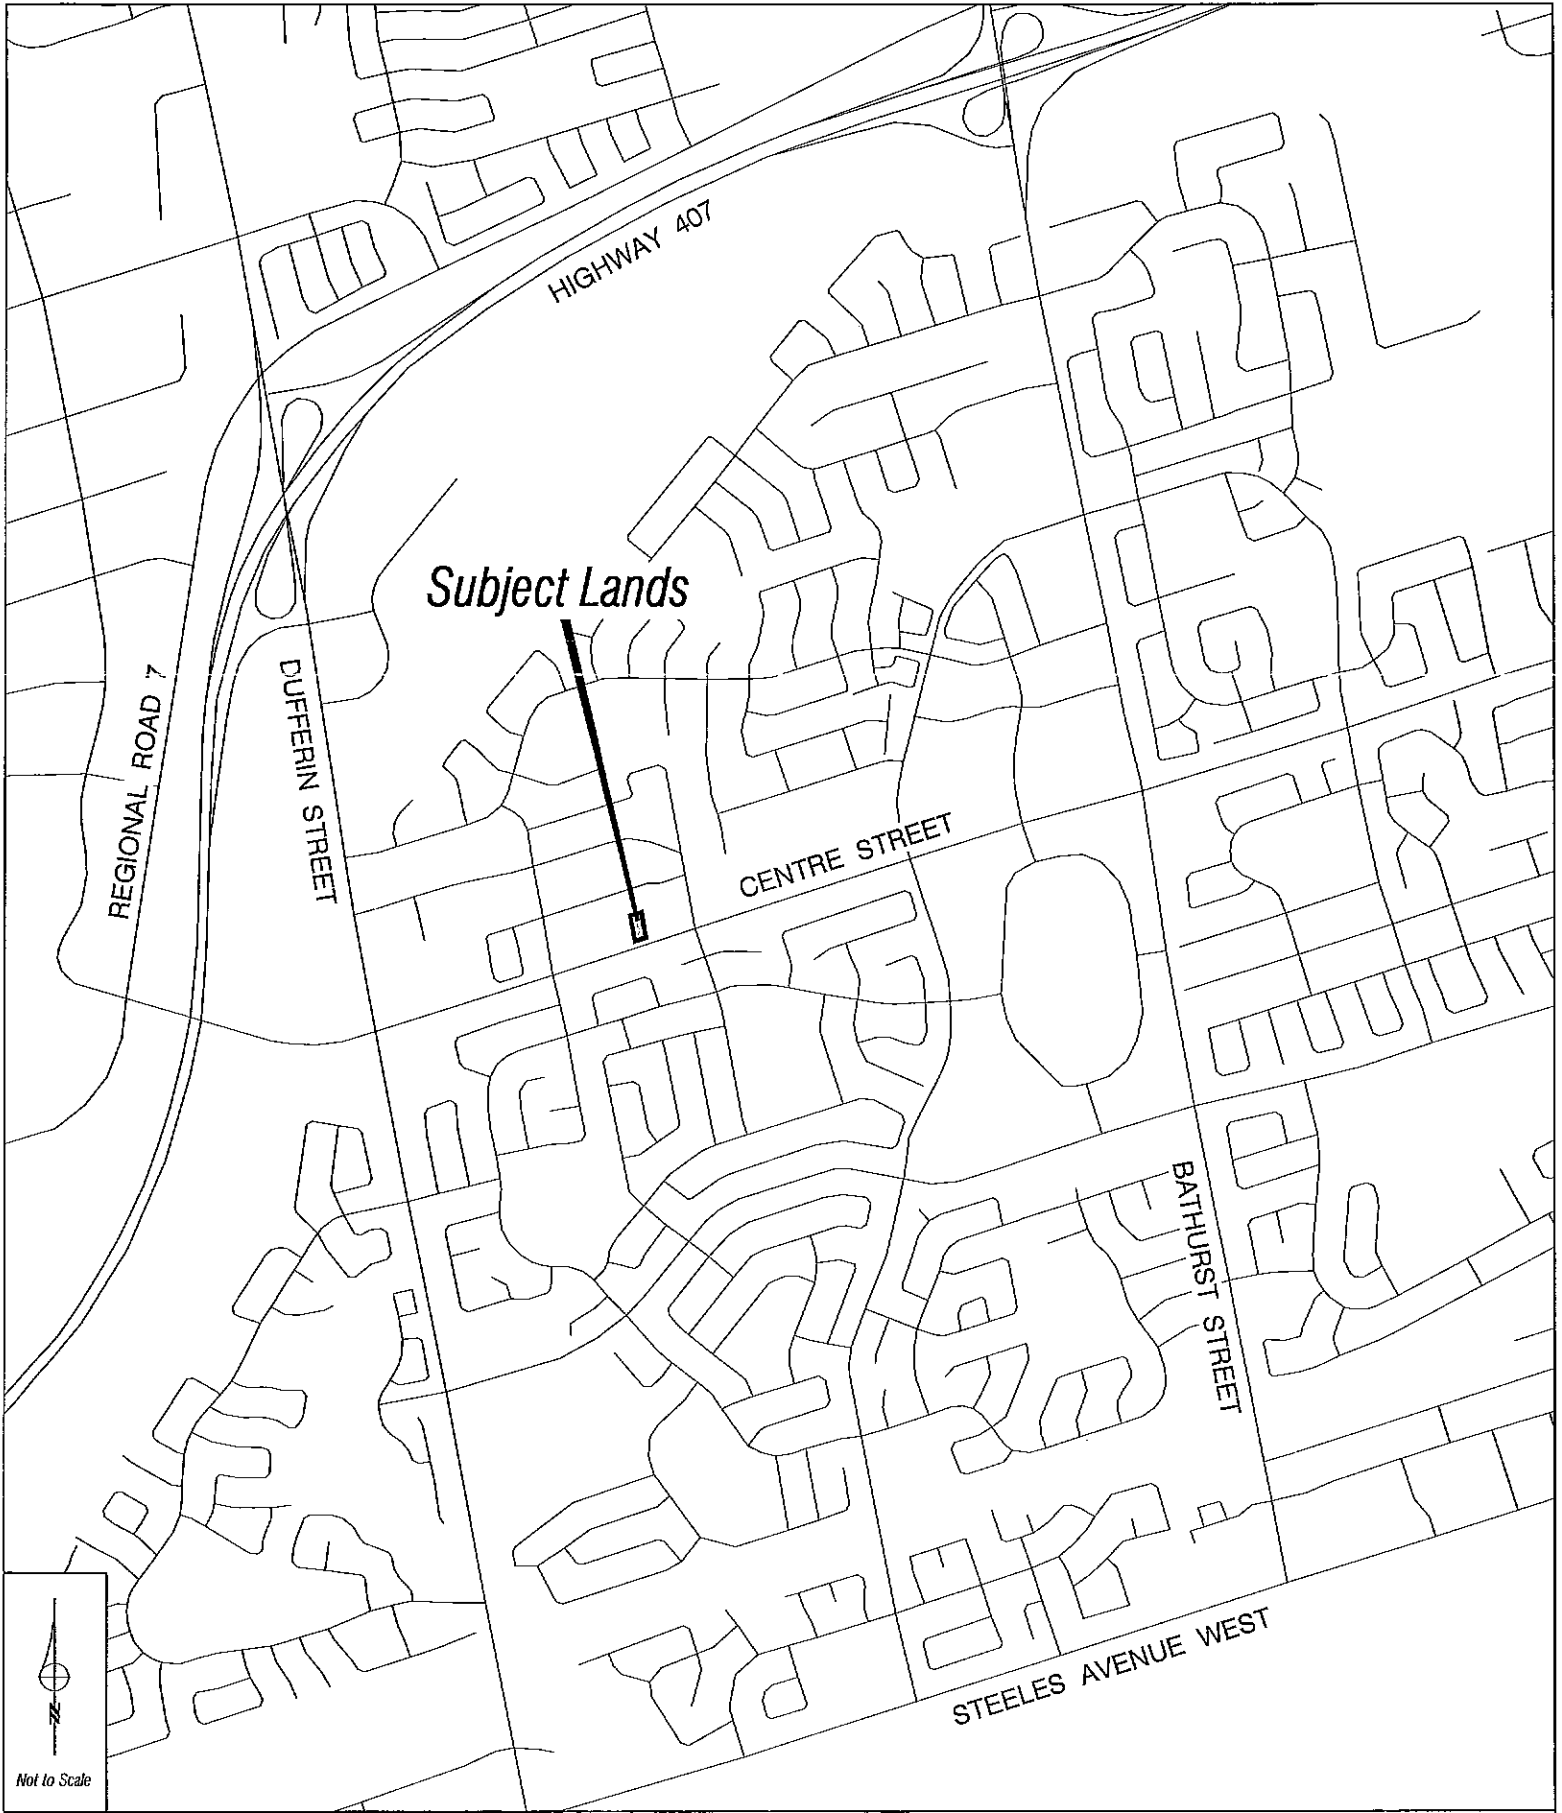 HIGHWAY 407
Subject Lands
REGIONAL ROAD 7
DUFFERIN STREET
CENTRE STREET
BATHURST STREET
STEELES AVENUE WEST
N
Not to Scale